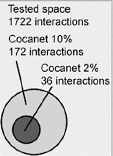 Tested space
1722 interactions
Cocanet 10%
172 interactions
Cocanet 2%
36 interactions